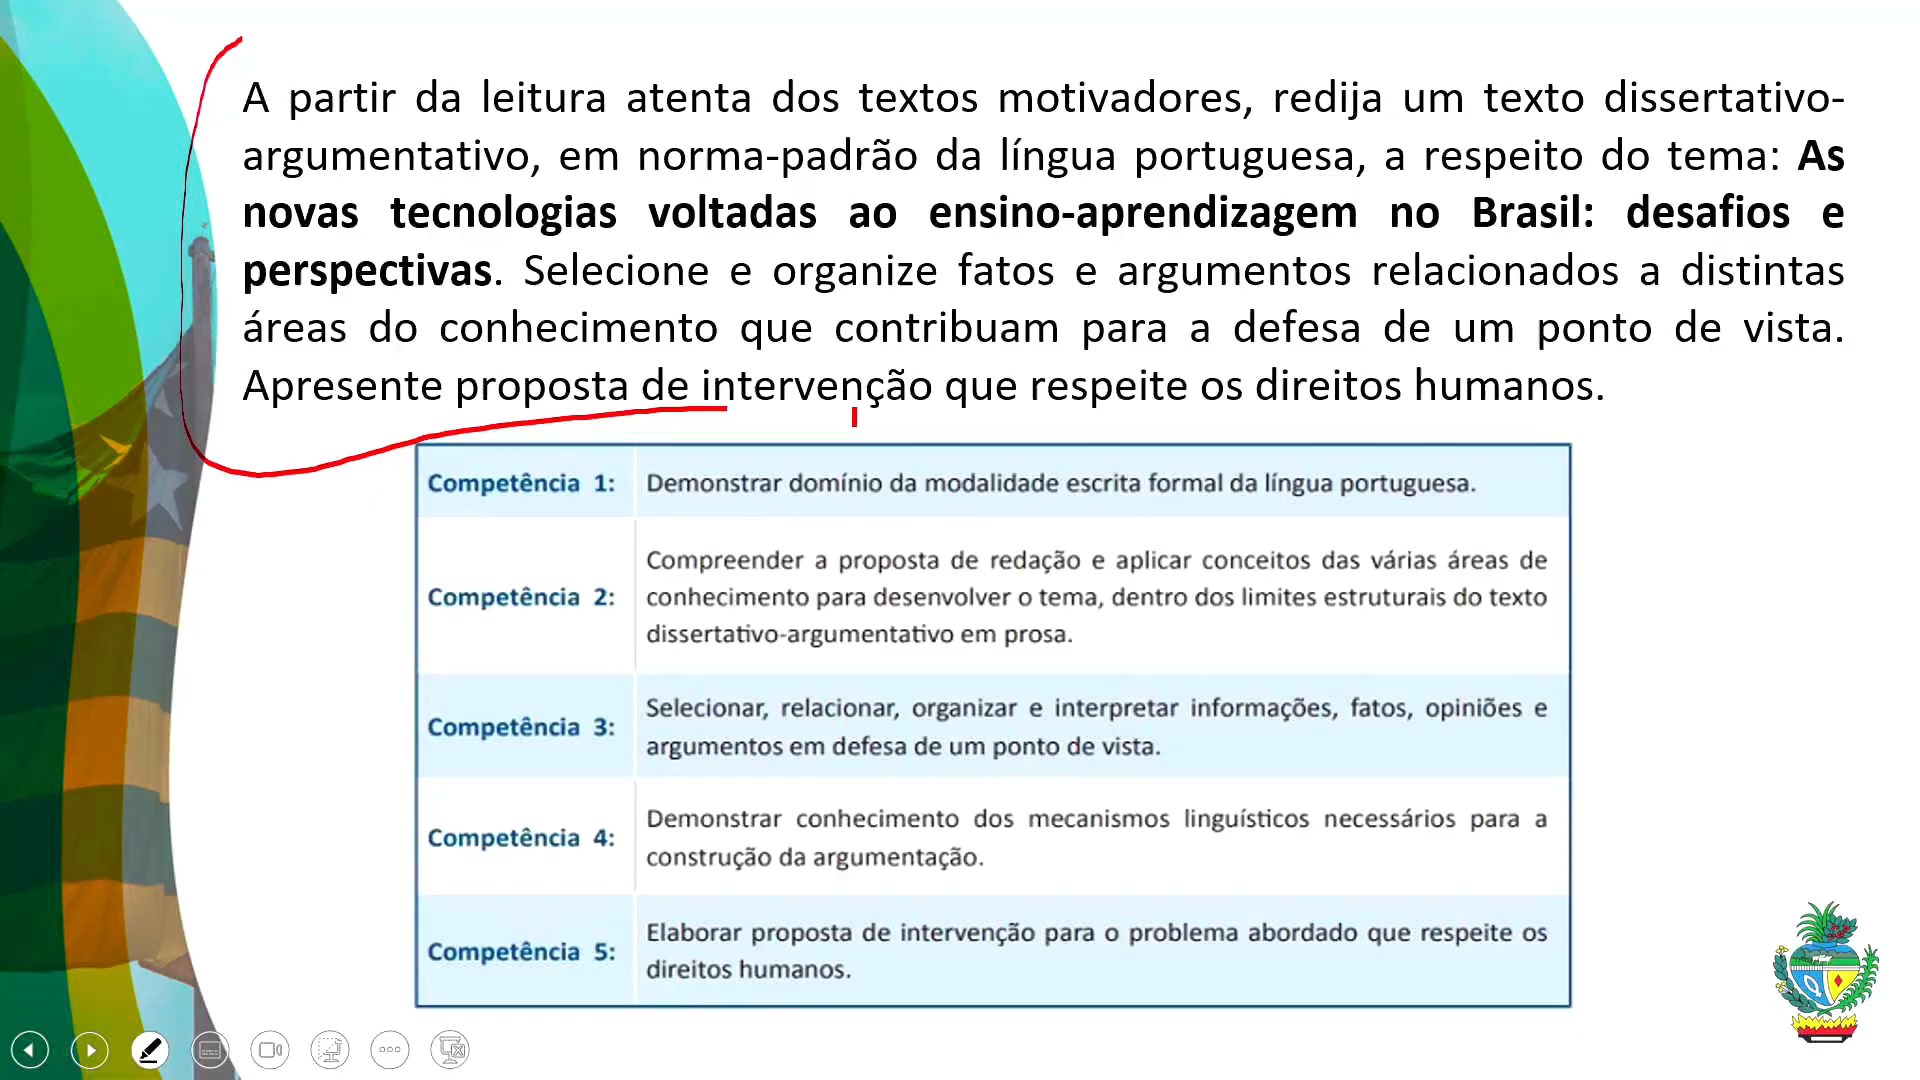 A partir da leitura atenta dos textos motivadores, redija um texto dissertativo-
argumentativo, em norma-padrão da língua portuguesa, a respeito do tema: As
novas tecnologias voltadas ao ensino-aprendizagem no Brasil: desafios e
perspectivas. Selecione e organize fatos e argumentos relacionados a distintas
áreas do conhecimento que contribuam para a defesa de um ponto de vista.
Apresente proposta de intervenção que respeite os direitos humanos.
Competência 1: Demonstrar domínio da modalidade escrita formal da língua portuguesa.
Competência 2: Compreender a proposta de redação e aplicar conceitos das várias áreas de
conhecimento para desenvolver o tema, dentro dos limites estruturais do texto
dissertativo-argumentativo em prosa.
Competência 3: Selecionar, relacionar, organizar e interpretar informações, fatos, opiniões e
argumentos em defesa de um ponto de vista.
Competência 4: Demonstrar conhecimento dos mecanismos linguísticos necessários para a
construção da argumentação.
Competência 5: Elaborar proposta de intervenção para o problema abordado que respeite os
direitos humanos.